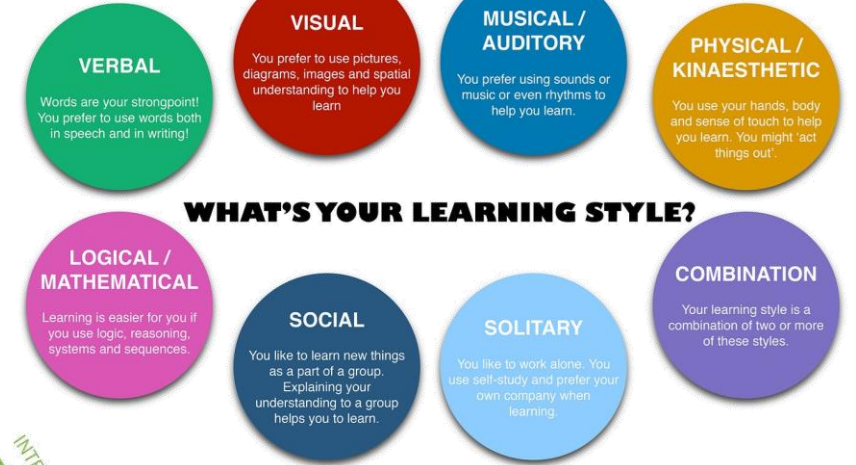 VERBAL
Words are your strongpoint!
You prefer to use words both
in speech and in writing!
VISUAL
You prefer to use pictures,
diagrams, images and spatial
understanding to help you
learn
MUSICAL /
AUDITORY
You prefer using sounds or
music or even rhythms to
help you learn.
PHYSICAL /
KINAESTHETIC
You use your hands, body
and sense of touch to help
you learn. You might ‘act
things out’.
WHAT’S YOUR LEARNING STYLE?
LOGICAL /
MATHEMATICAL
Learning is easier for you if
you use logic, reasoning,
systems and sequences.
SOCIAL
You like to learn new things
as a part of a group.
Explaining your
understanding to a group
helps you to learn.
SOLITARY
You like to work alone. You
use self-study and prefer your
own company when
learning.
COMBINATION
Your learning style is a
combination of two or more
of these styles.